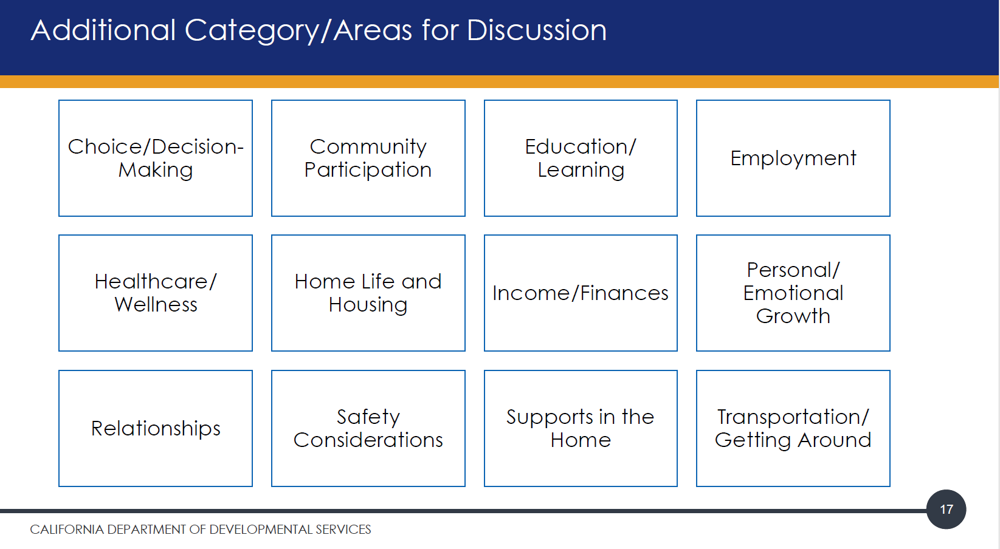 Additional Category/Areas for Discussion
Choice/Decision-
Making
Community
Participation
Education/
Learning
Employment
Healthcare/
Wellness
Home Life and
Housing
Income/Finances
Personal/
Emotional
Growth
Relationships
Safety
Considerations
Supports in the
Home
Transportation/
Getting Around
17
CALIFORNIA DEPARTMENT OF DEVELOPMENTAL SERVICES